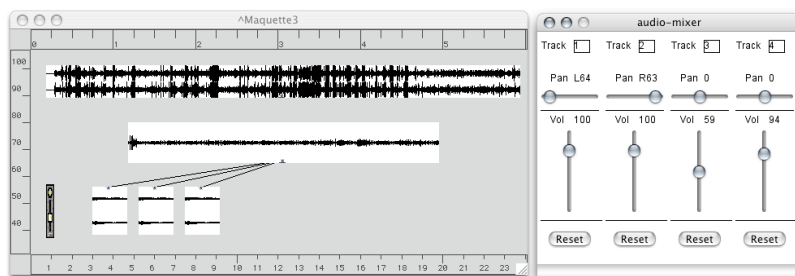 ^Maquette3
0 1 2 3 4 5
100
90
80
70
60
50
40
1 2 3 4 5 6 7 8 9 10 11 12 13 14 15 16 17 18 19 20 21 22 23
audio-mixer
Track 1 Track 2 Track 3 Track 4
Pan L64 Pan R63 Pan 0 Pan 0
Vol 100 Vol 100 Vol 59 Vol 94
Reset Reset Reset Reset